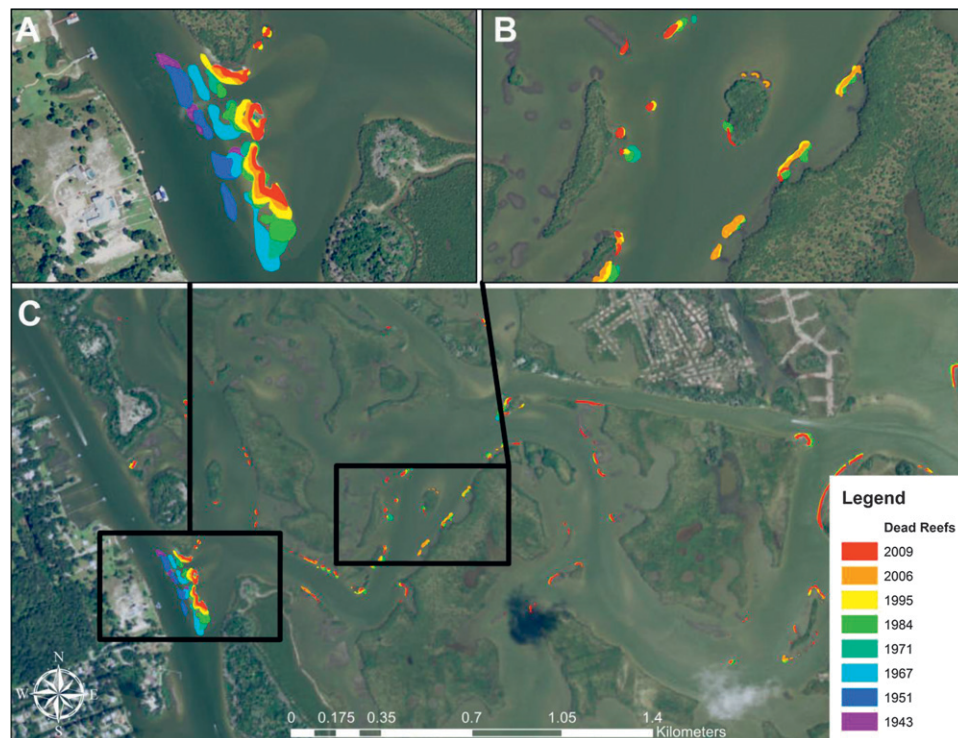 A
B
C
Legend
Dead Reefs
2009
2006
1995
1984
1971
1967
1951
1943
N
W E
S
0 0.175 0.35 0.7 1.05 1.4
Kilometers